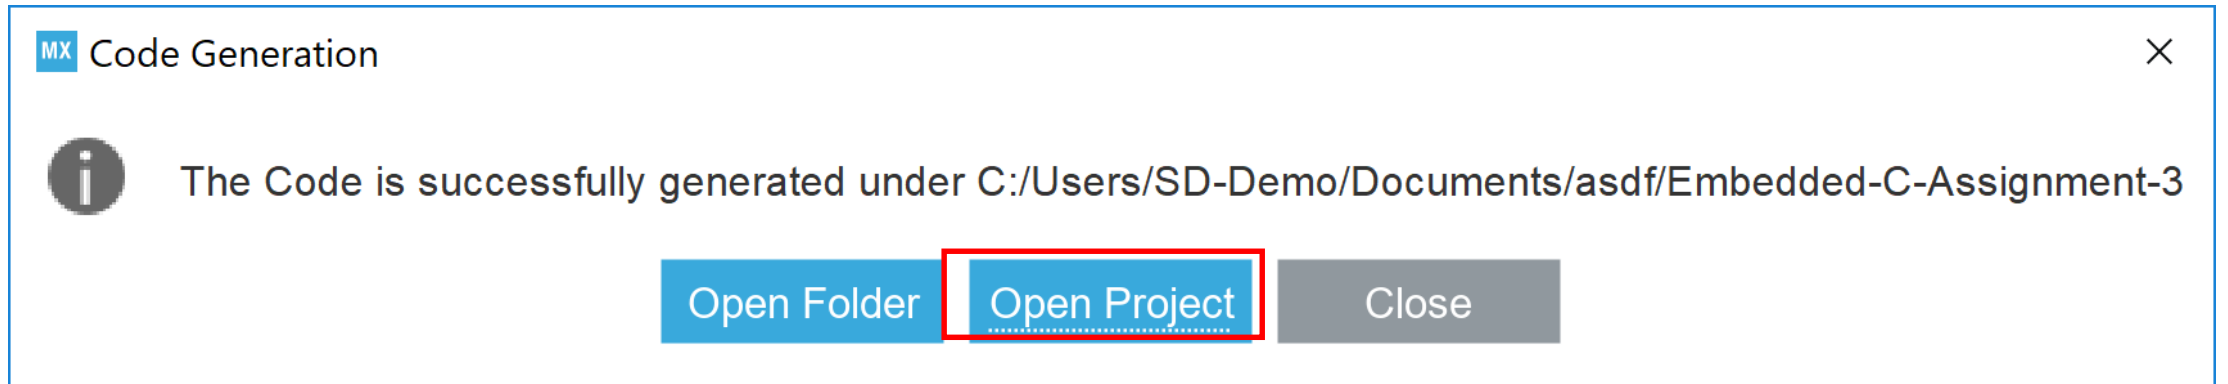 MX Code Generation
The Code is successfully generated under C:/Users/SD-Demo/Documents/asdf/Embedded-C-Assignment-3
Open Folder Open Project Close